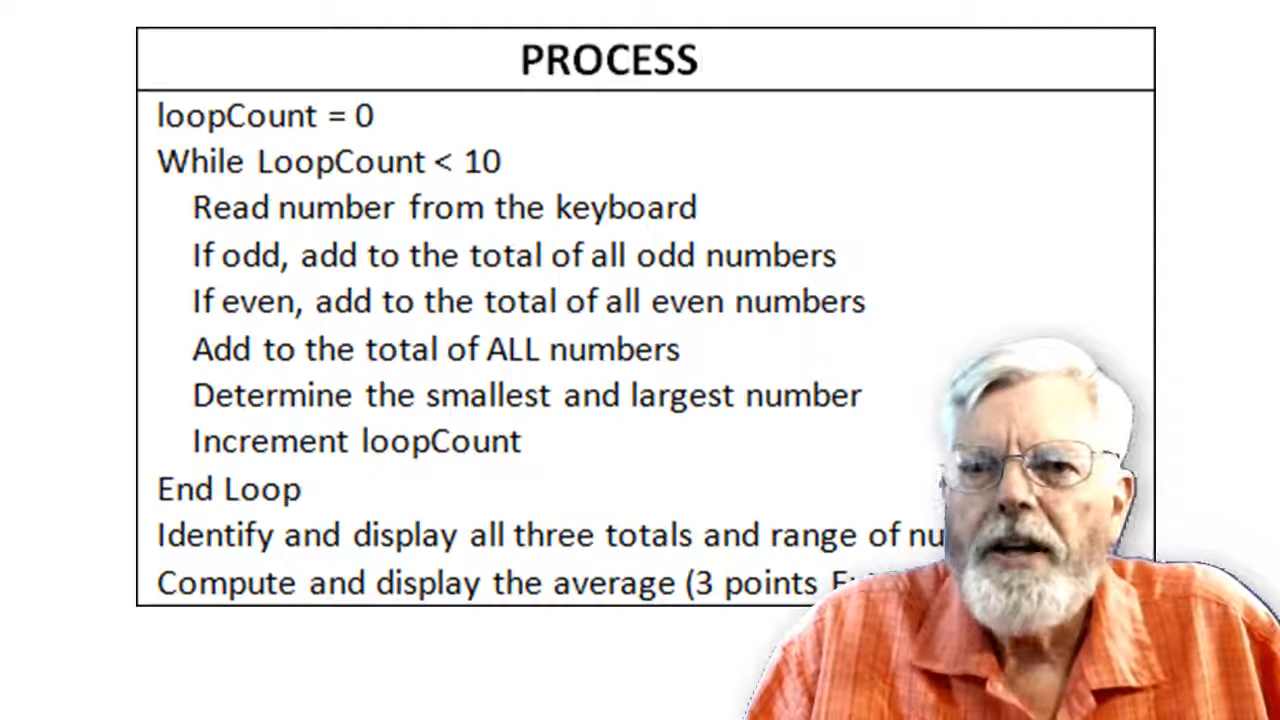 PROCESS
loopCount = 0
While LoopCount < 10
Read number from the keyboard
If odd, add to the total of all odd numbers
If even, add to the total of all even numbers
Add to the total of ALL numbers
Determine the smallest and largest number
Increment loopCount
End Loop
Identify and display all three totals and range of
Compute and display the average (3 points